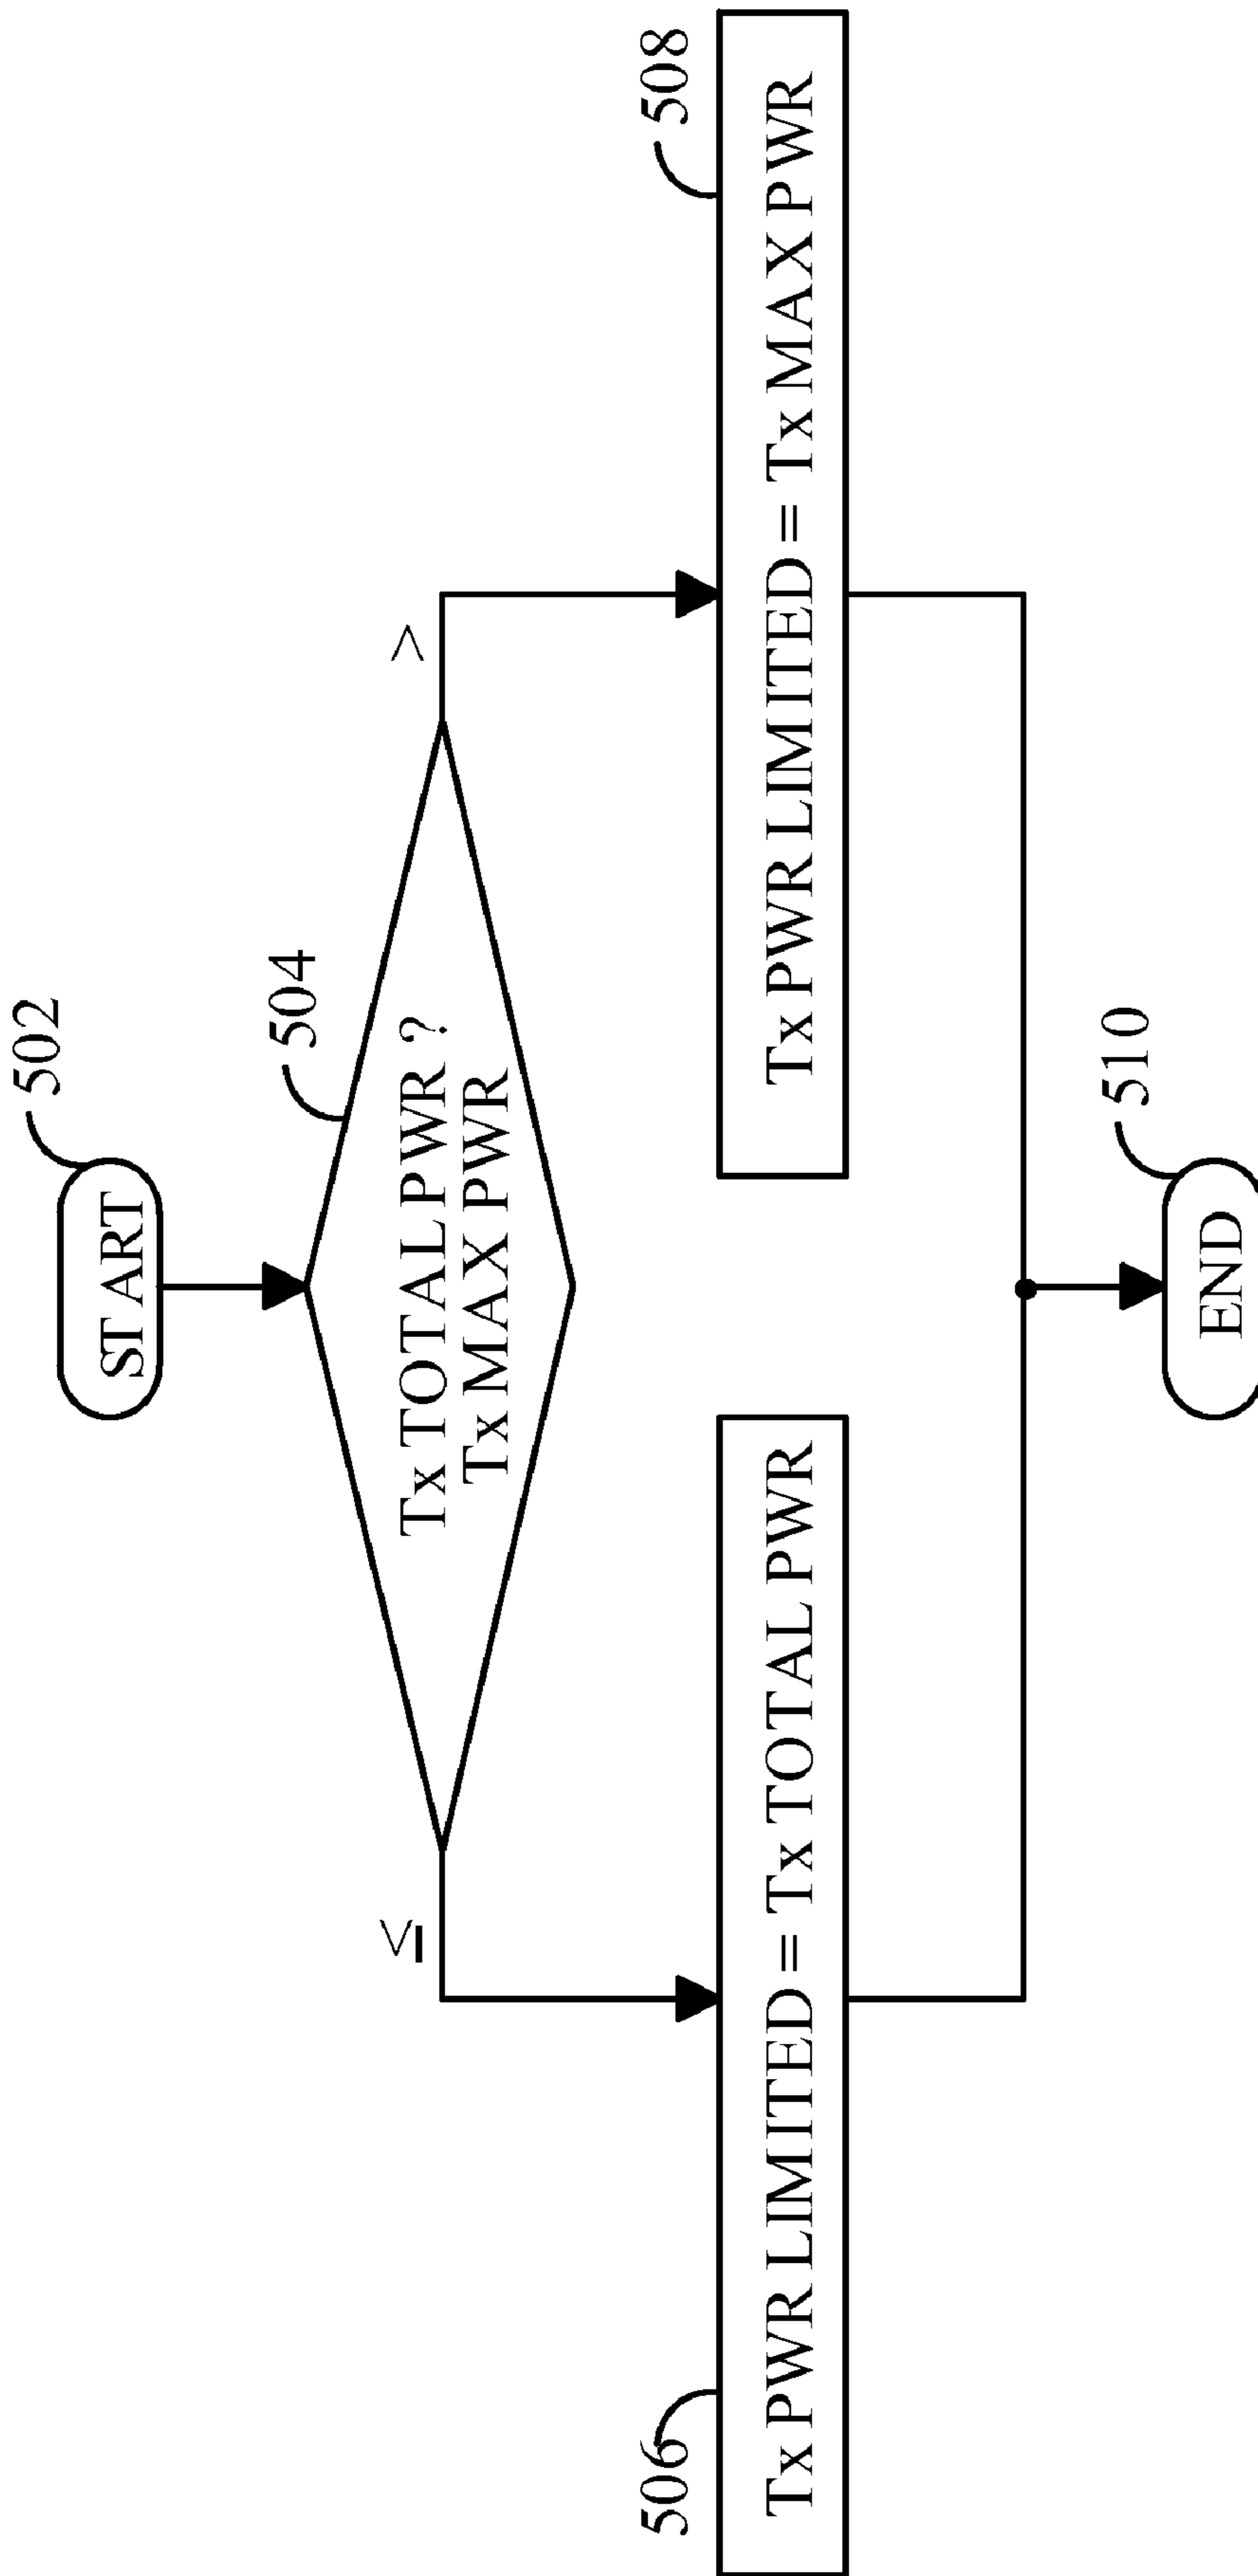 502
START
504
Tx TOTAL PWR ?
Tx MAX PWR
≤
>
506
Tx PWR LIMITED = Tx TOTAL PWR
508
Tx PWR LIMITED = Tx MAX PWR
510
END